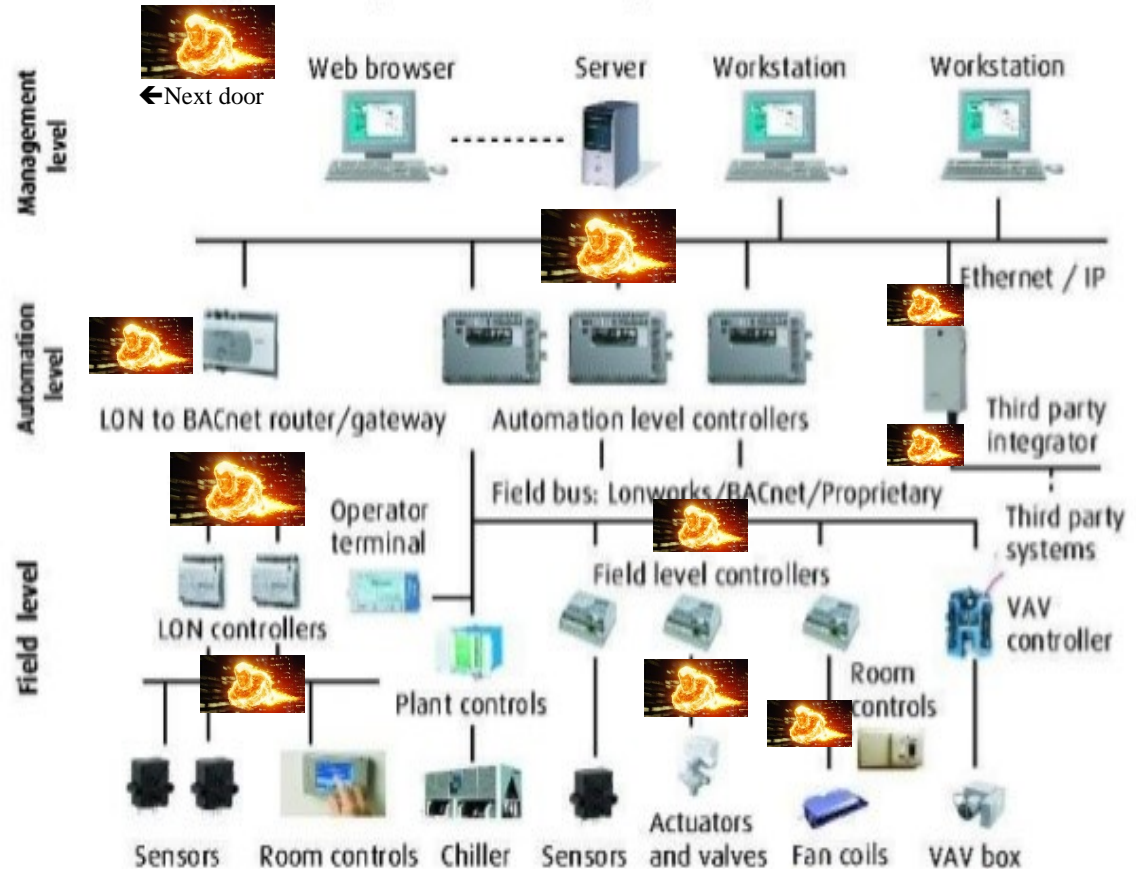 Management
level
Web browser
Server
Workstation
Workstation
←Next door
Automation
level
Ethernet / IP
LON to BACnet router/gateway
Automation level controllers
Third party
integrator
Field bus: Lonworks/BACnet/Proprietary
Third party
systems
Field level
Operator
terminal
Field level controllers
LON controllers
VAV
controller
Plant controls
Room
controls
Sensors
Room controls
Chiller
Sensors
Actuators
and valves
Fan coils
VAV box